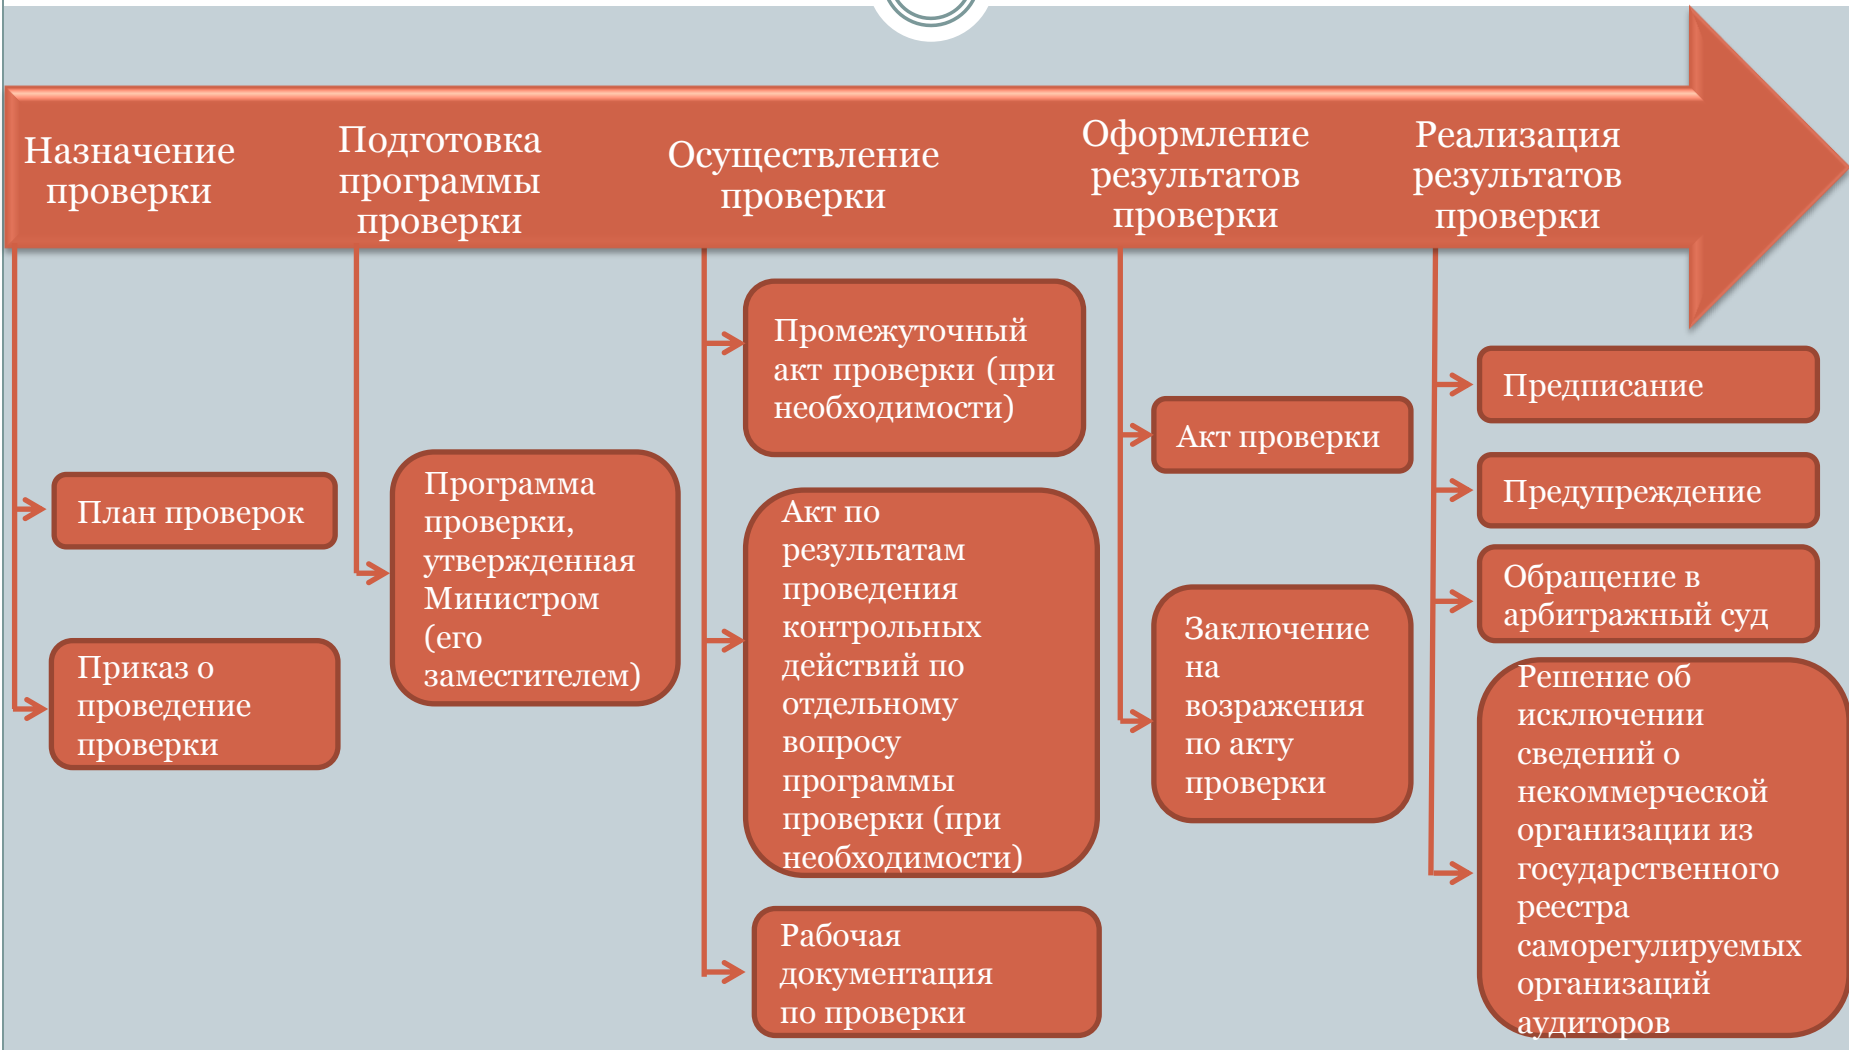 Назначение
проверки
Подготовка
программы
проверки
Осуществление
проверки
Оформление
результатов
проверки
Реализация
результатов
проверки
План проверок
Приказ о
проведение
проверки
Программа
проверки,
утвержденная
Министром
(его
заместителем)
Промежуточный
акт проверки (при
необходимости)
Акт по
результатам
проведения
контрольных
действий по
отдельному
вопросу
программы
проверки (при
необходимости)
Рабочая
документация
по проверки
Акт проверки
Заключение
на
возражения
по акту
проверки
Предписание
Предупреждение
Обращение в
арбитражный суд
Решение об
исключении
сведений о
некоммерческой
организации из
государственного
реестра
саморегулируемых
организаций
аудиторов